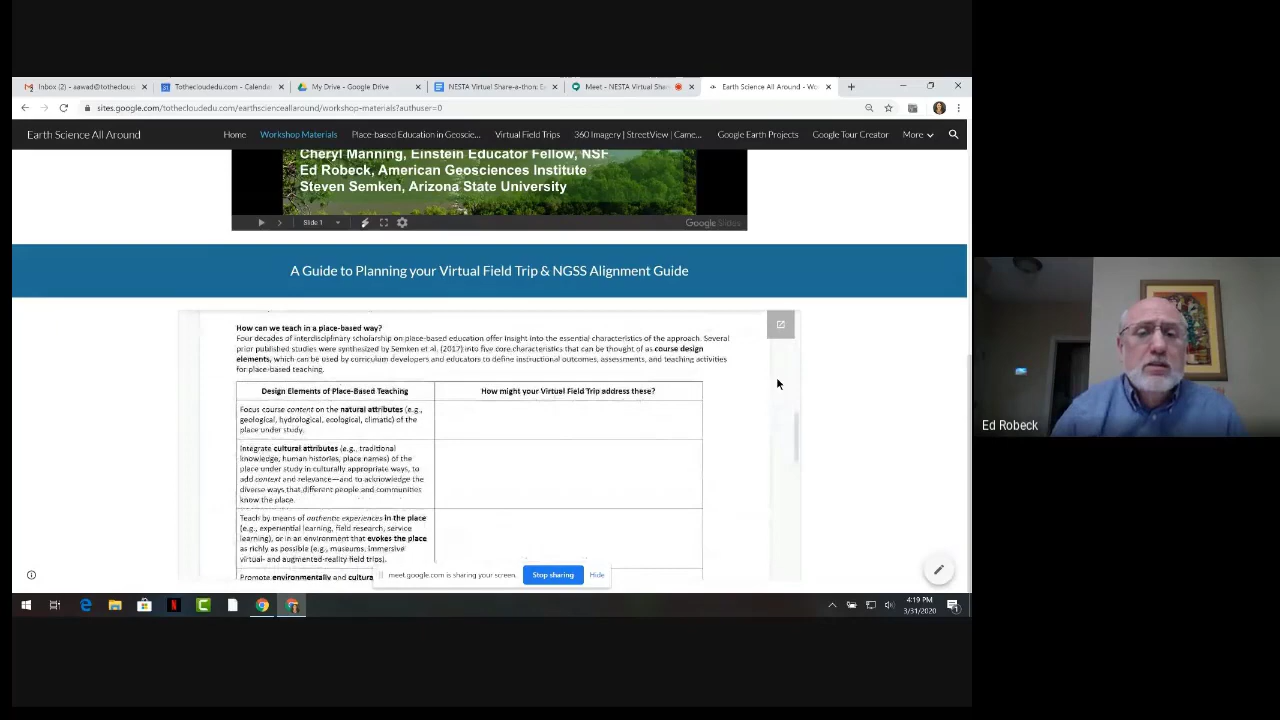 Inbox (2) - aawad@tothecloud
Tothecloudedu.com - Calenda
My Drive - Google Drive
NESTA Virtual Share-a-thon: E
Meet - NESTA Virtual Sha
Earth Science All Around - Wo
sites.google.com/tothecloudedu.com/earthscienceallaround/workshop-materials?authuser=0
Earth Science All Around
Home
Workshop Materials
Place-based Education in Geoscie...
Virtual Field Trips
360 Imagery | StreetView | Came...
Google Earth Projects
Google Tour Creator
More
Cheryl Manning, Einstein Educator Fellow, NSF
Ed Robeck, American Geosciences Institute
Steven Semken, Arizona State University
Slide 1
Google Slides
A Guide to Planning your Virtual Field Trip & NGSS Alignment Guide
How can we teach in a place-based way?
Four decades of interdisciplinary scholarship on place-based education offer insight into the essential characteristics of the approach. Several
prior published studies were synthesized by Semken et al. (2017) into five core characteristics that can be thought of as course design
elements, which can be used by curriculum developers and educators to define instructional outcomes, assessments, and teaching activities
for place-based teaching.
Design Elements of Place-Based Teaching
How might your Virtual Field Trip address these?
Focus course content on the natural attributes (e.g.,
geological, hydrological, ecological, climatic) of the
place under study.
Integrate cultural attributes (e.g., traditional
knowledge, human histories, place names) of the
place under study in culturally appropriate ways, to
add context and relevance—and to acknowledge the
diverse ways that different people and communities
know the place.
Teach by means of authentic experiences in the place
(e.g., experiential learning, field research, service
learning), or in an environment that evokes the place
as richly as possible (e.g., museums, immersive
virtual- and augmented-reality field trips).
Promote environmentally and cultura
meet.google.com is sharing your screen.
Stop sharing
Hide
4:19 PM
3/31/2020
Ed Robeck